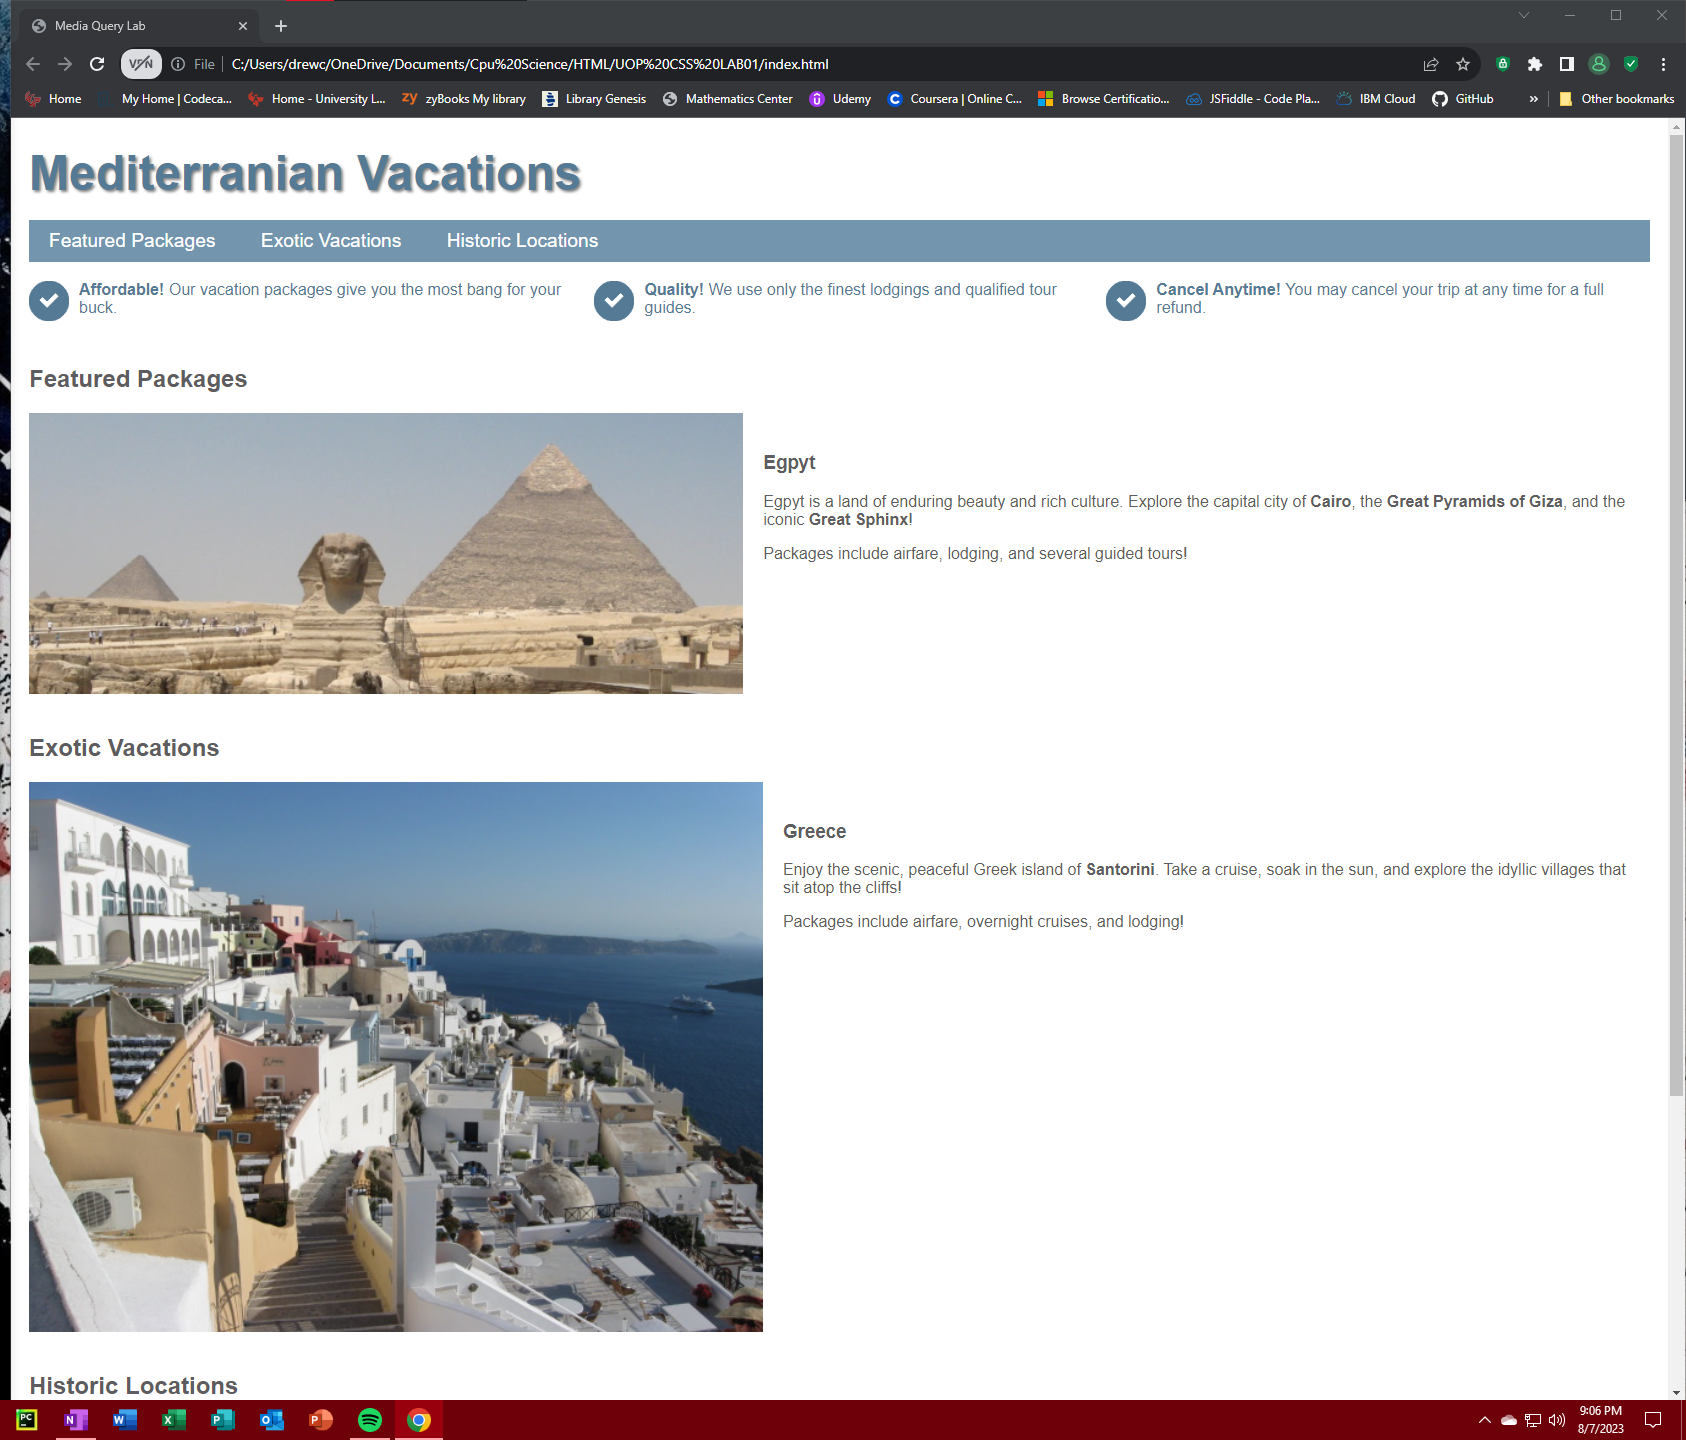 Media Query Lab
VPN
File
C:/Users/drewc/OneDrive/Documents/Cpu%20Science/HTML/UOP%20CSS%20LAB01/index.html
Home
My Home | Codeca...
Home - University L...
zy
zyBooks My library
Library Genesis
Mathematics Center
Udemy
Coursera | Online C...
Browse Certificatio...
JSFiddle - Code Pla...
IBM Cloud
GitHub
»
Other bookmarks
Mediterranian Vacations
Featured Packages Exotic Vacations Historic Locations
Affordable! Our vacation packages give you the most bang for your
buck.
Quality! We use only the finest lodgings and qualified tour
guides.
Cancel Anytime! You may cancel your trip at any time for a full
refund.
Featured Packages
Egpyt
Egpyt is a land of enduring beauty and rich culture. Explore the capital city of Cairo, the Great Pyramids of Giza, and the
iconic Great Sphinx!
Packages include airfare, lodging, and several guided tours!
Exotic Vacations
Greece
Enjoy the scenic, peaceful Greek island of Santorini. Take a cruise, soak in the sun, and explore the idyllic villages that
sit atop the cliffs!
Packages include airfare, overnight cruises, and lodging!
Historic Locations
9:06 PM
8/7/2023